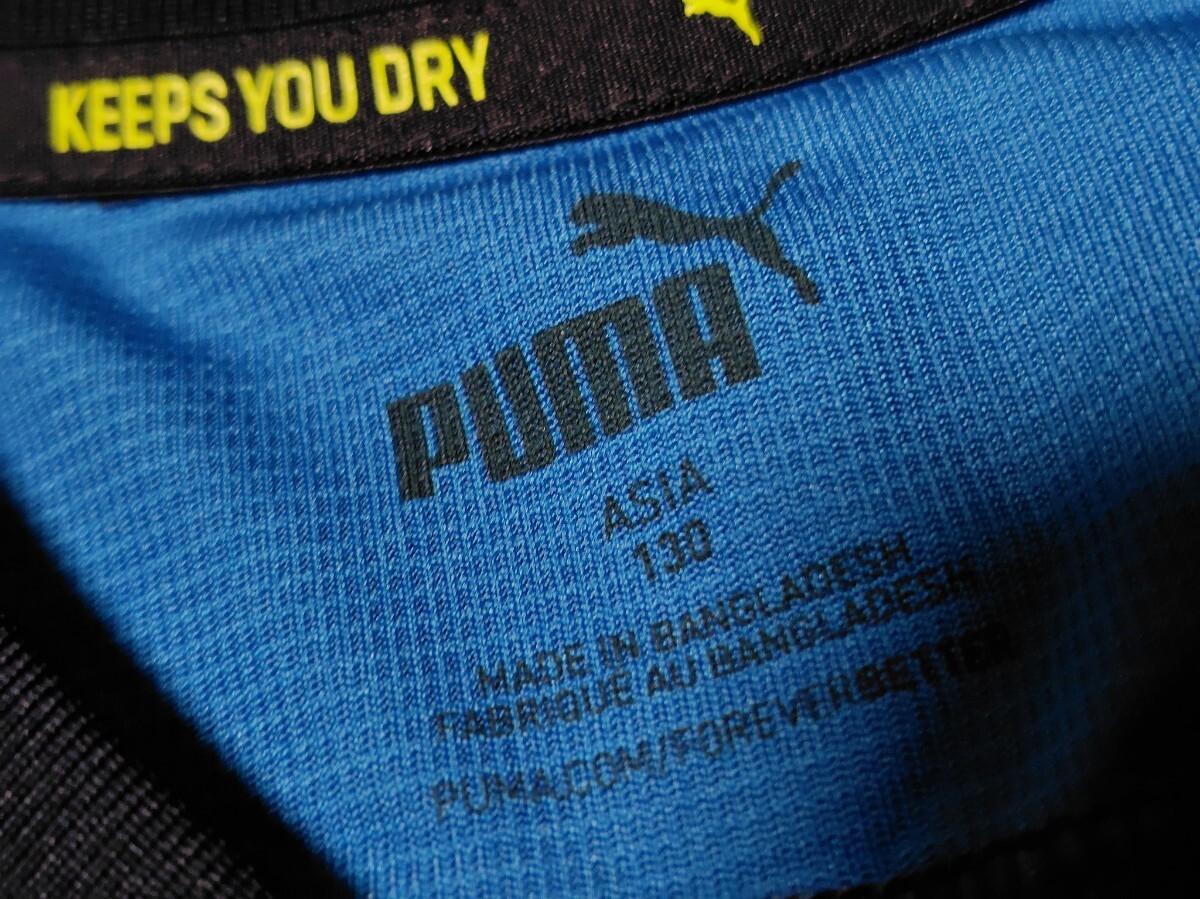 KEEPS YOU DRY
PUMA
ASIA
130
MADE IN BANGLADESH
FABRIQUE AU BANGLADESH
PUMA.COM/FOREVERBETTER